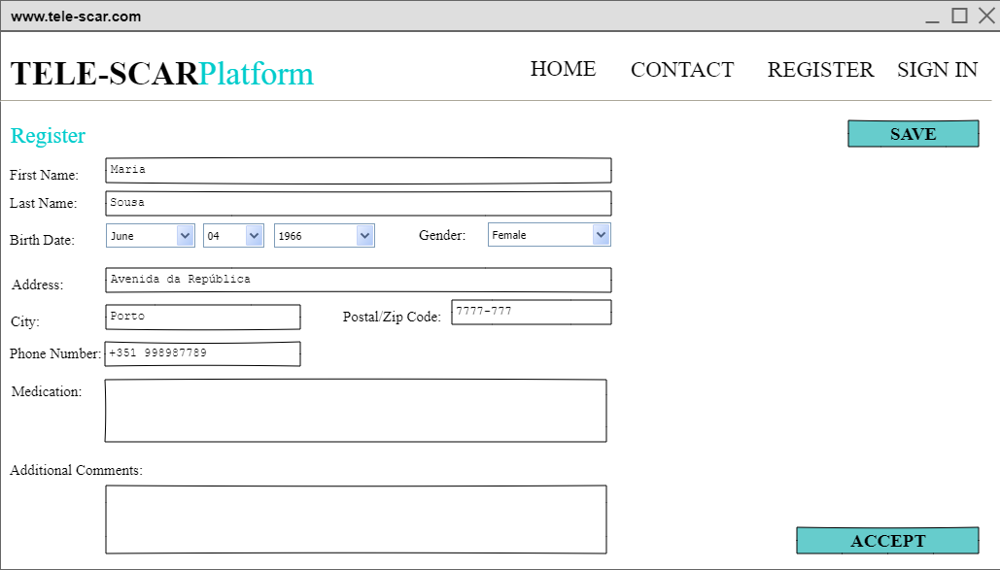 www.tele-scar.com
TELE-SCARPlatform HOME CONTACT REGISTER SIGN IN
Register SAVE
First Name: Maria
Last Name: Sousa
Birth Date: June 04 1966 Gender: Female
Address: Avenida da República
City: Porto Postal/Zip Code: 7777-777
Phone Number: +351 998987789
Medication:
Additional Comments:
ACCEPT